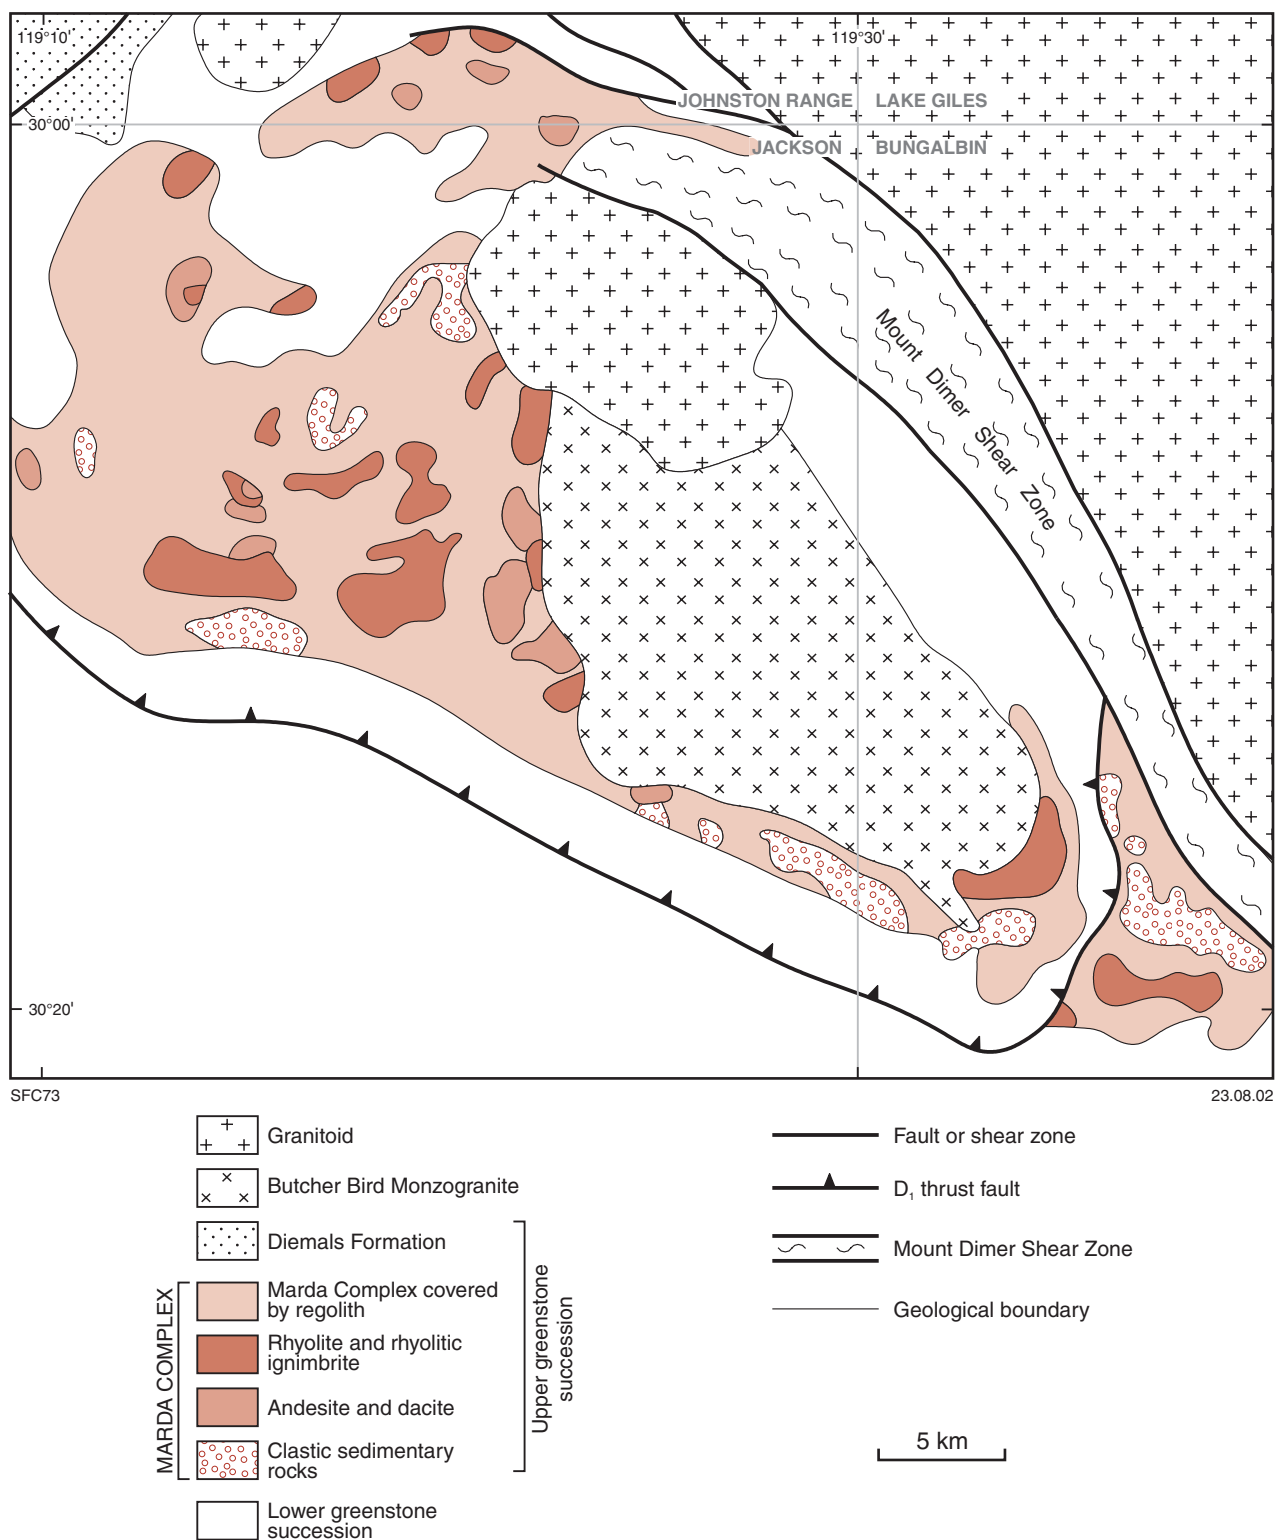 119°10'
119°30'
JOHNSTON RANGE
LAKE GILES
30°00'
JACKSON
BUNGALBIN
Mount Dimer Shear Zone
30°20'
SFC73
23.08.02
Granitoid
Butcher Bird Monzogranite
Diemals Formation
Marda Complex covered
by regolith
Rhyolite and rhyolitic
ignimbrite
Andesite and dacite
Clastic sedimentary
rocks
Lower greenstone
succession
MARDA COMPLEX
Upper greenstone
succession
Fault or shear zone
D₁ thrust fault
Mount Dimer Shear Zone
Geological boundary
5 km